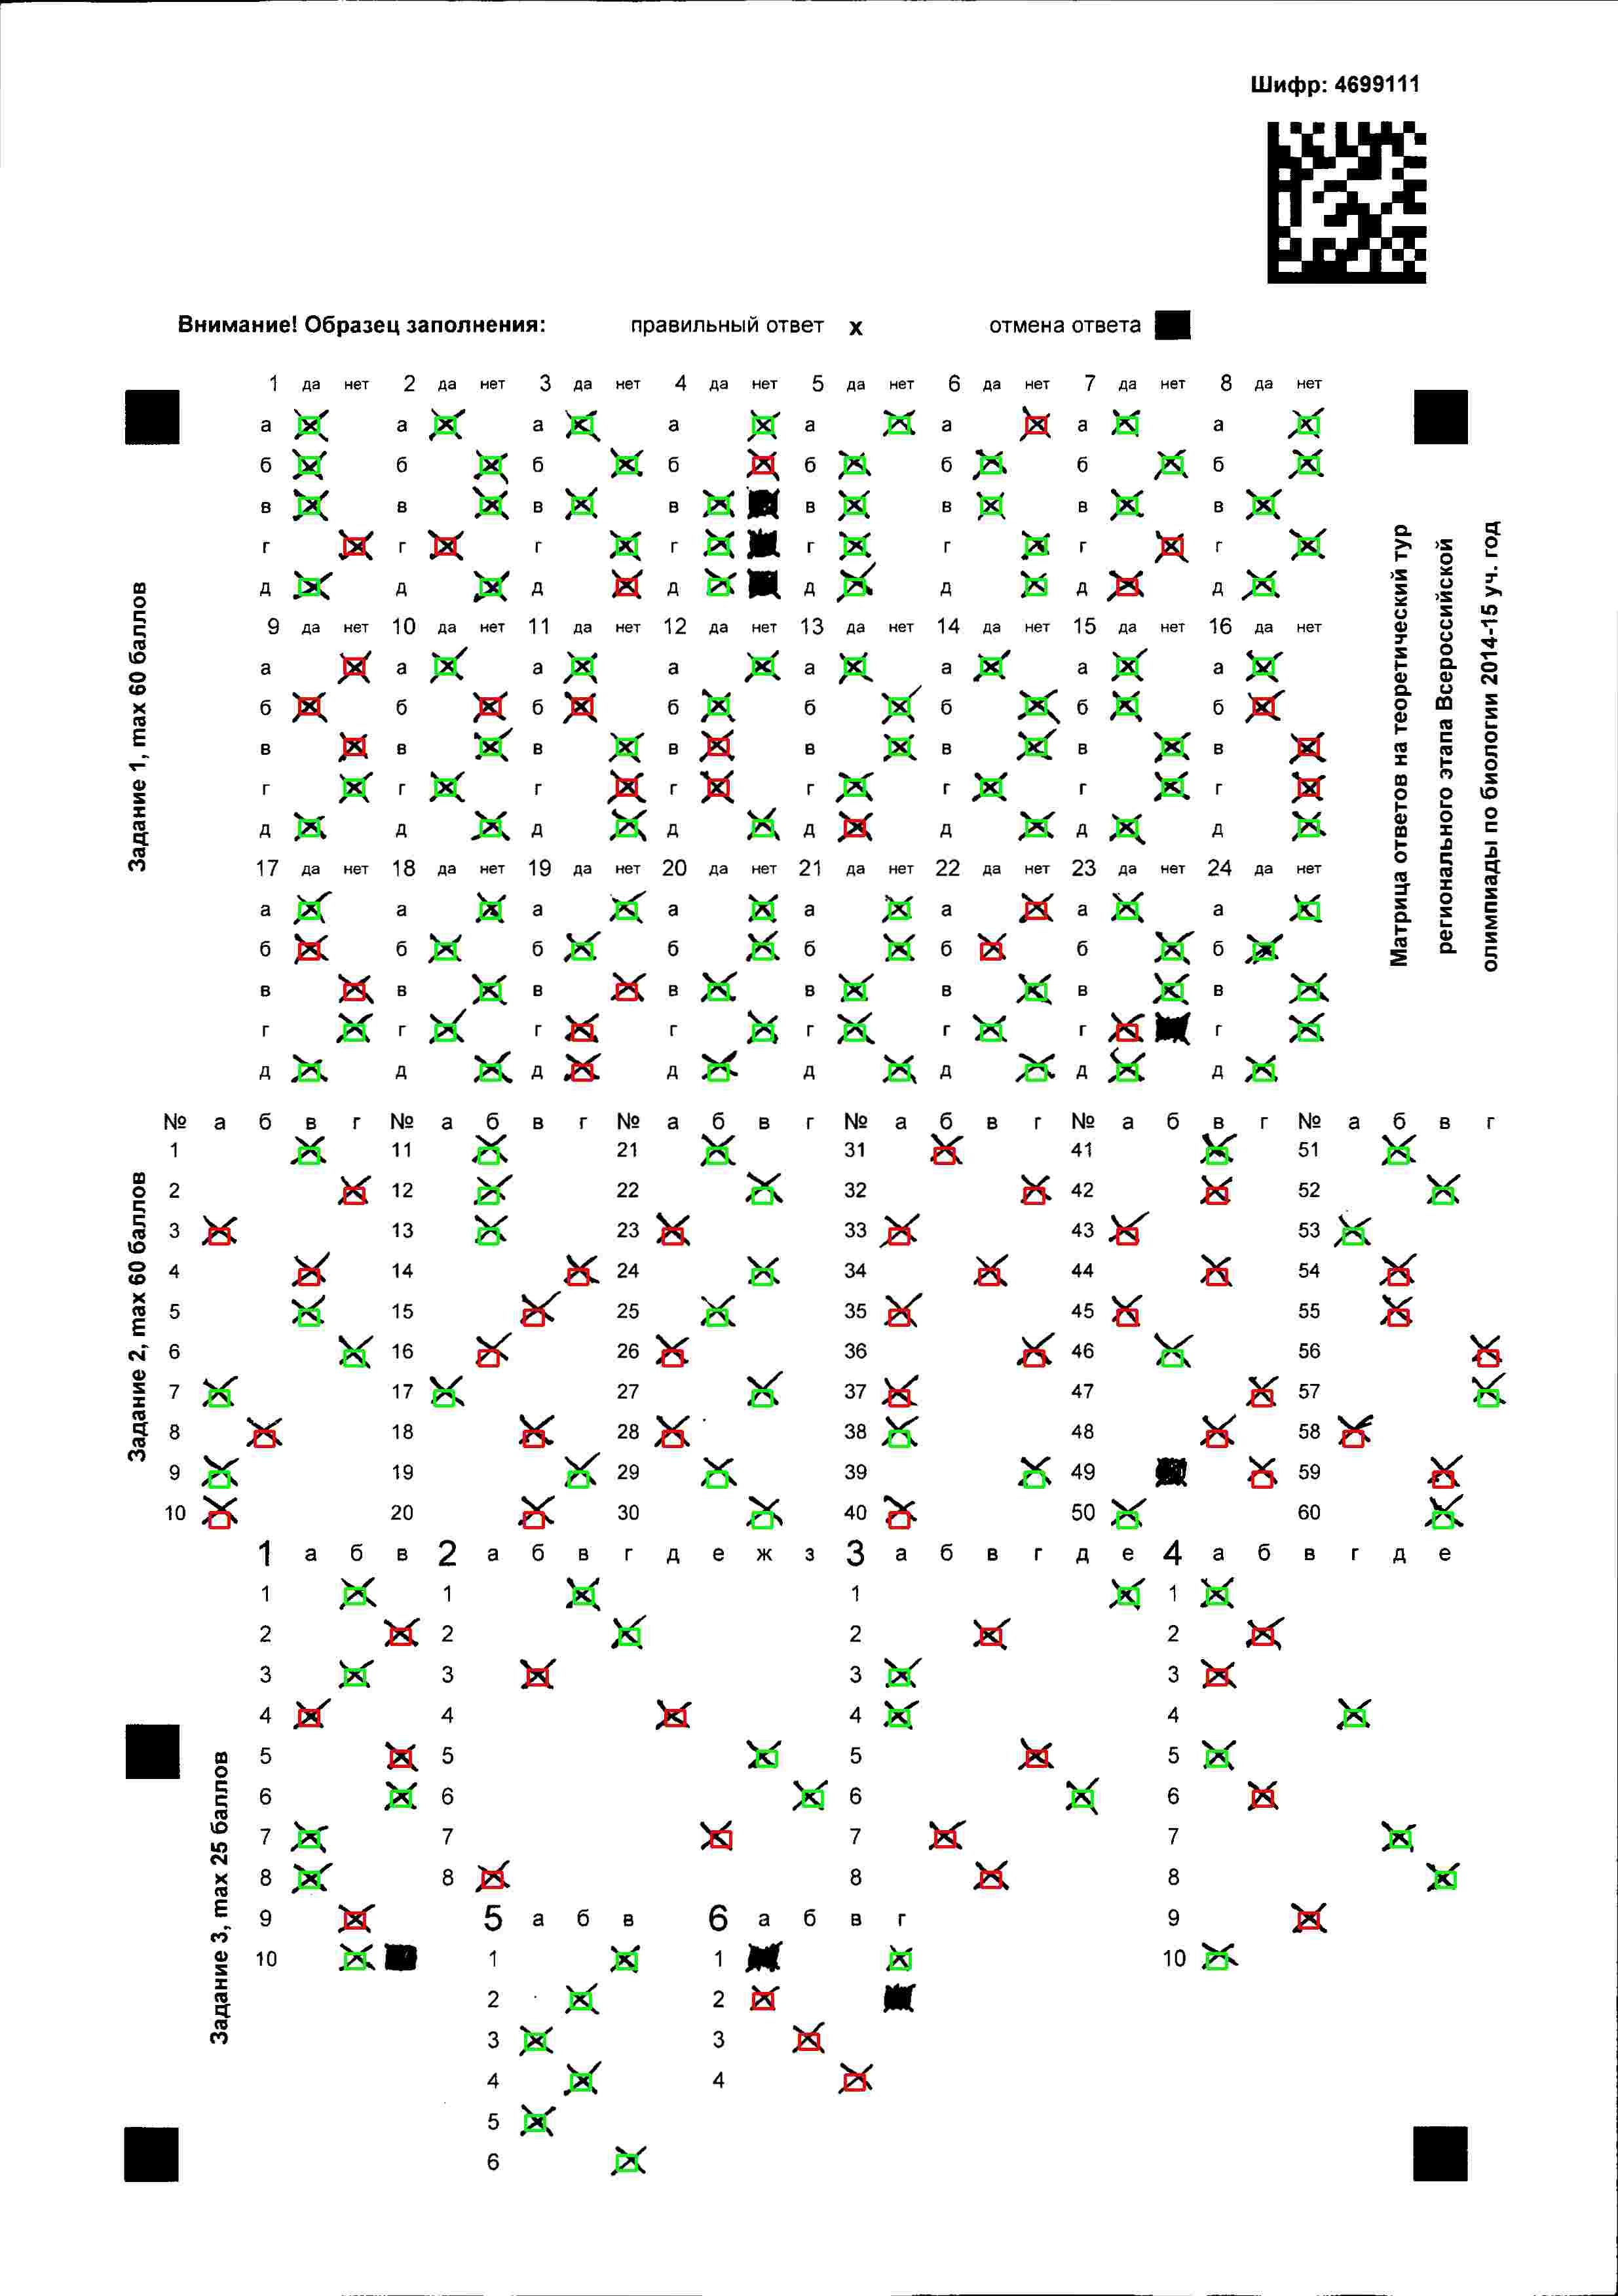 Шифр: 4699111
Внимание! Образец заполнения: правильный ответ х отмена ответа
1 да нет 2 да нет 3 да нет 4 да нет 5 да нет 6 да нет 7 да нет 8 да нет
а а а а а а а а
б б б б б б б б
в в в в в в в в
г г г г г г г г
д д д д д д д д
9 да нет 10 да нет 11 да нет 12 да нет 13 да нет 14 да нет 15 да нет 16 да нет
а а а а а а а а
б б б б б б б б
в в в в в в в в
г г г г г г г г
д д д д д д д д
17 да нет 18 да нет 19 да нет 20 да нет 21 да нет 22 да нет 23 да нет 24 да нет
а а а а а а а а
б б б б б б б б
в в в в в в в в
г г г г г г г г
д д д д д д д д
Задание 1, max 60 баллов
Матрица ответов на теоретический тур
регионального этапа Всероссийской
олимпиады по биологии 2014-15 уч. год
№ а б в г № а б в г № а б в г № а б в г № а б в г № а б в г
1 11 21 31 41 51
2 12 22 32 42 52
3 13 23 33 43 53
4 14 24 34 44 54
5 15 25 35 45 55
6 16 26 36 46 56
7 17 27 37 47 57
8 18 28 38 48 58
9 19 29 39 49 59
10 20 30 40 50 60
Задание 2, max 60 баллов
1 а б в 2 а б в г д е ж з 3 а б в г д е 4 а б в г д е
1 1 1 1
2 2 2 2
3 3 3 3
4 4 4 4
5 5 5 5
6 6 6 6
7 7 7 7
8 8 8 8
9 5 а б в 6 а б в г 9
10 1 1 10
2 2
3 3
4 4
5
6
Задание 3, max 25 баллов